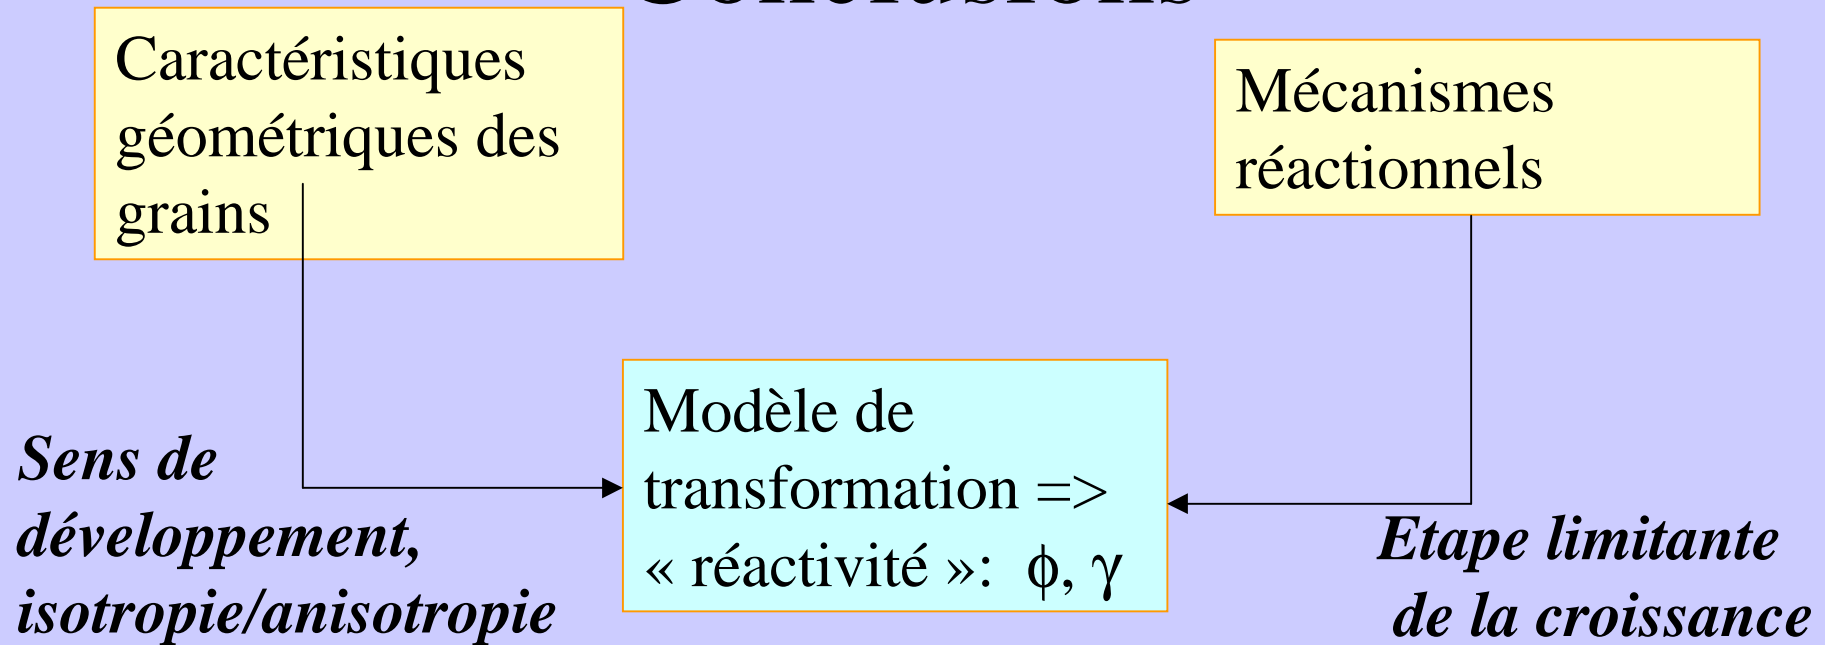 Conclusions
Caractéristiques
géométriques des
grains
Mécanismes
réactionnels
Modèle de
transformation =>
« réactivité »: ϕ, γ
Sens de
développement,
isotropie/anisotropie
Etape limitante
de la croissance